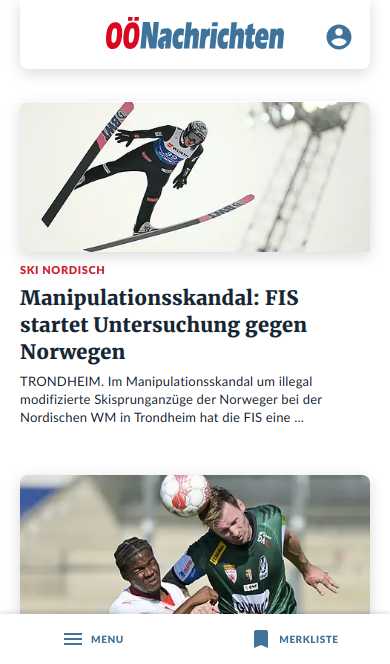 OÖNachrichten
SKI NORDISCH
Manipulationsskandal: FIS
startet Untersuchung gegen
Norwegen
TRONDHEIM. Im Manipulationsskandal um illegal
modifizierte Skisprunganzüge der Norweger bei der
Nordischen WM in Trondheim hat die FIS eine ...
MENU
MERKLISTE